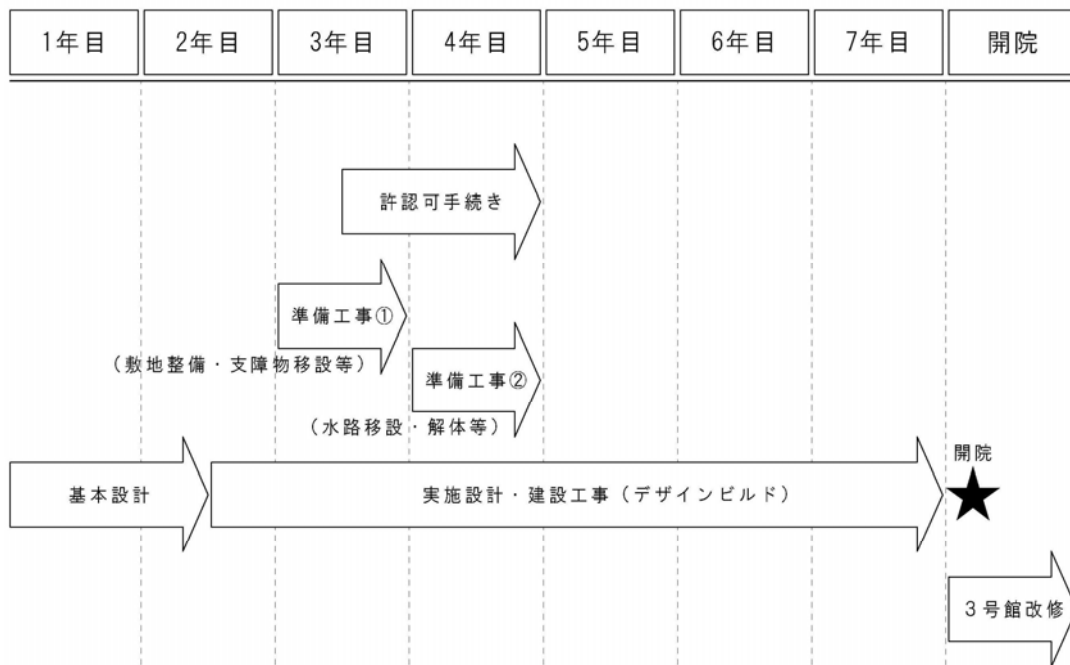 1年目
2年目
3年目
4年目
5年目
6年目
7年目
開院
許認可手続き
準備工事①
（敷地整備・支障物移設等）
準備工事②
（水路移設・解体等）
基本設計
実施設計・建設工事（デザインビルド）
開院
３号館改修